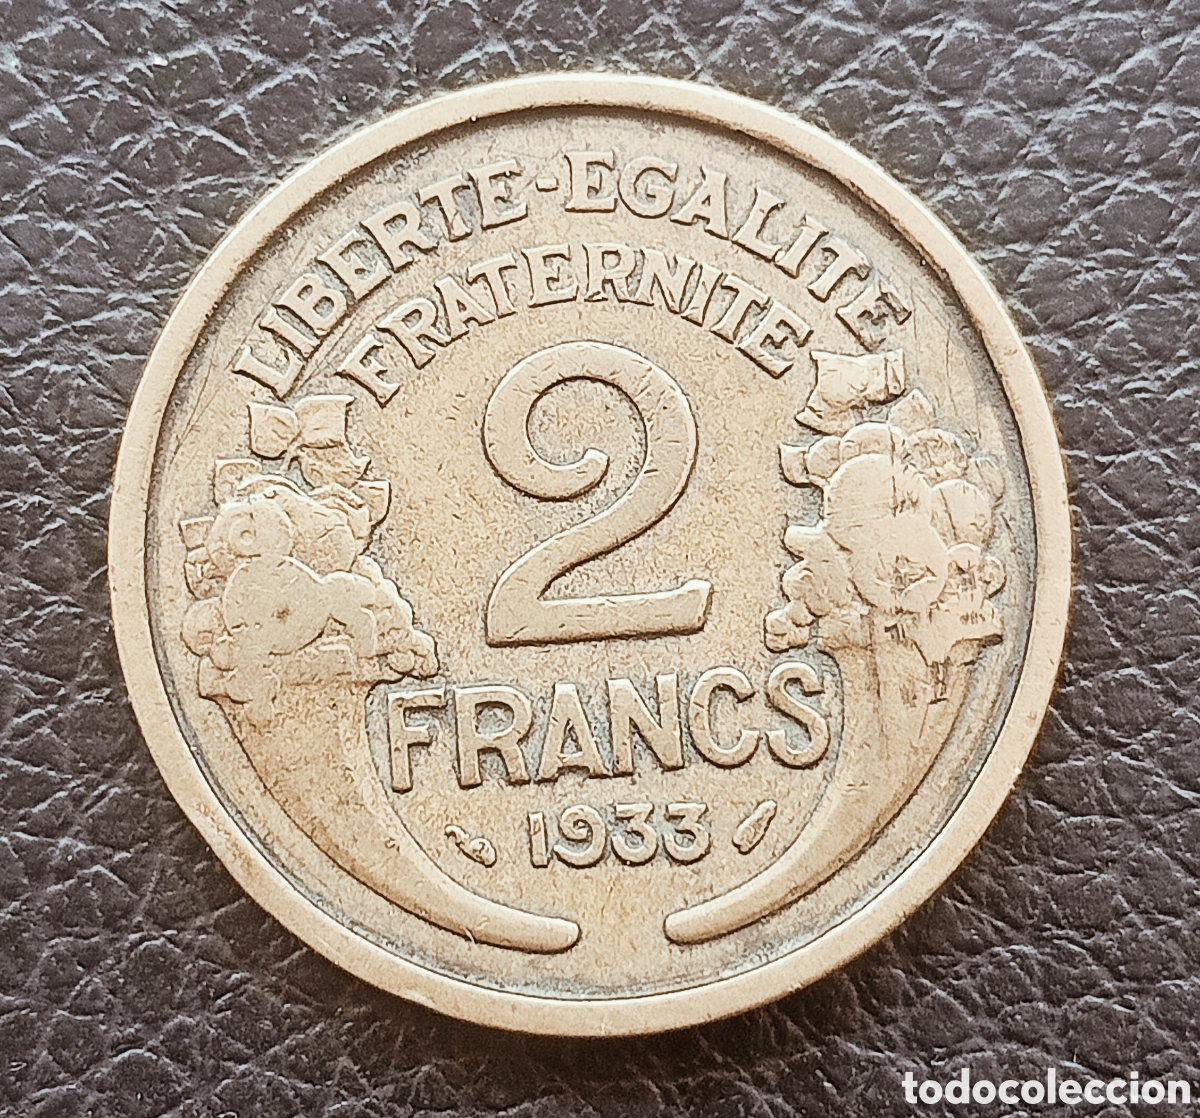 LIBERTE-EGALITE
FRATERNITE
2
FRANCS
1933
todocoleccion